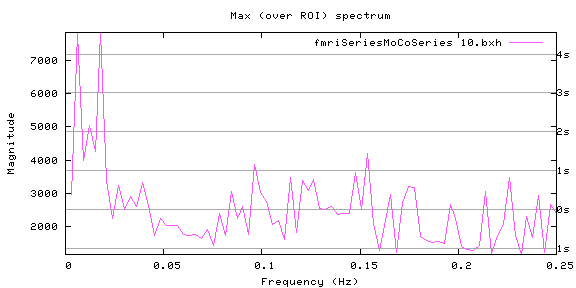 Max (over ROI) spectrum
fmriSeriesMoCoSeries 10.bxh
7000
6000
5000
4000
3000
2000
4s
3s
2s
1s
0s
1s
Magnitude
0
0.05
0.1
0.15
0.2
0.25
Frequency (Hz)